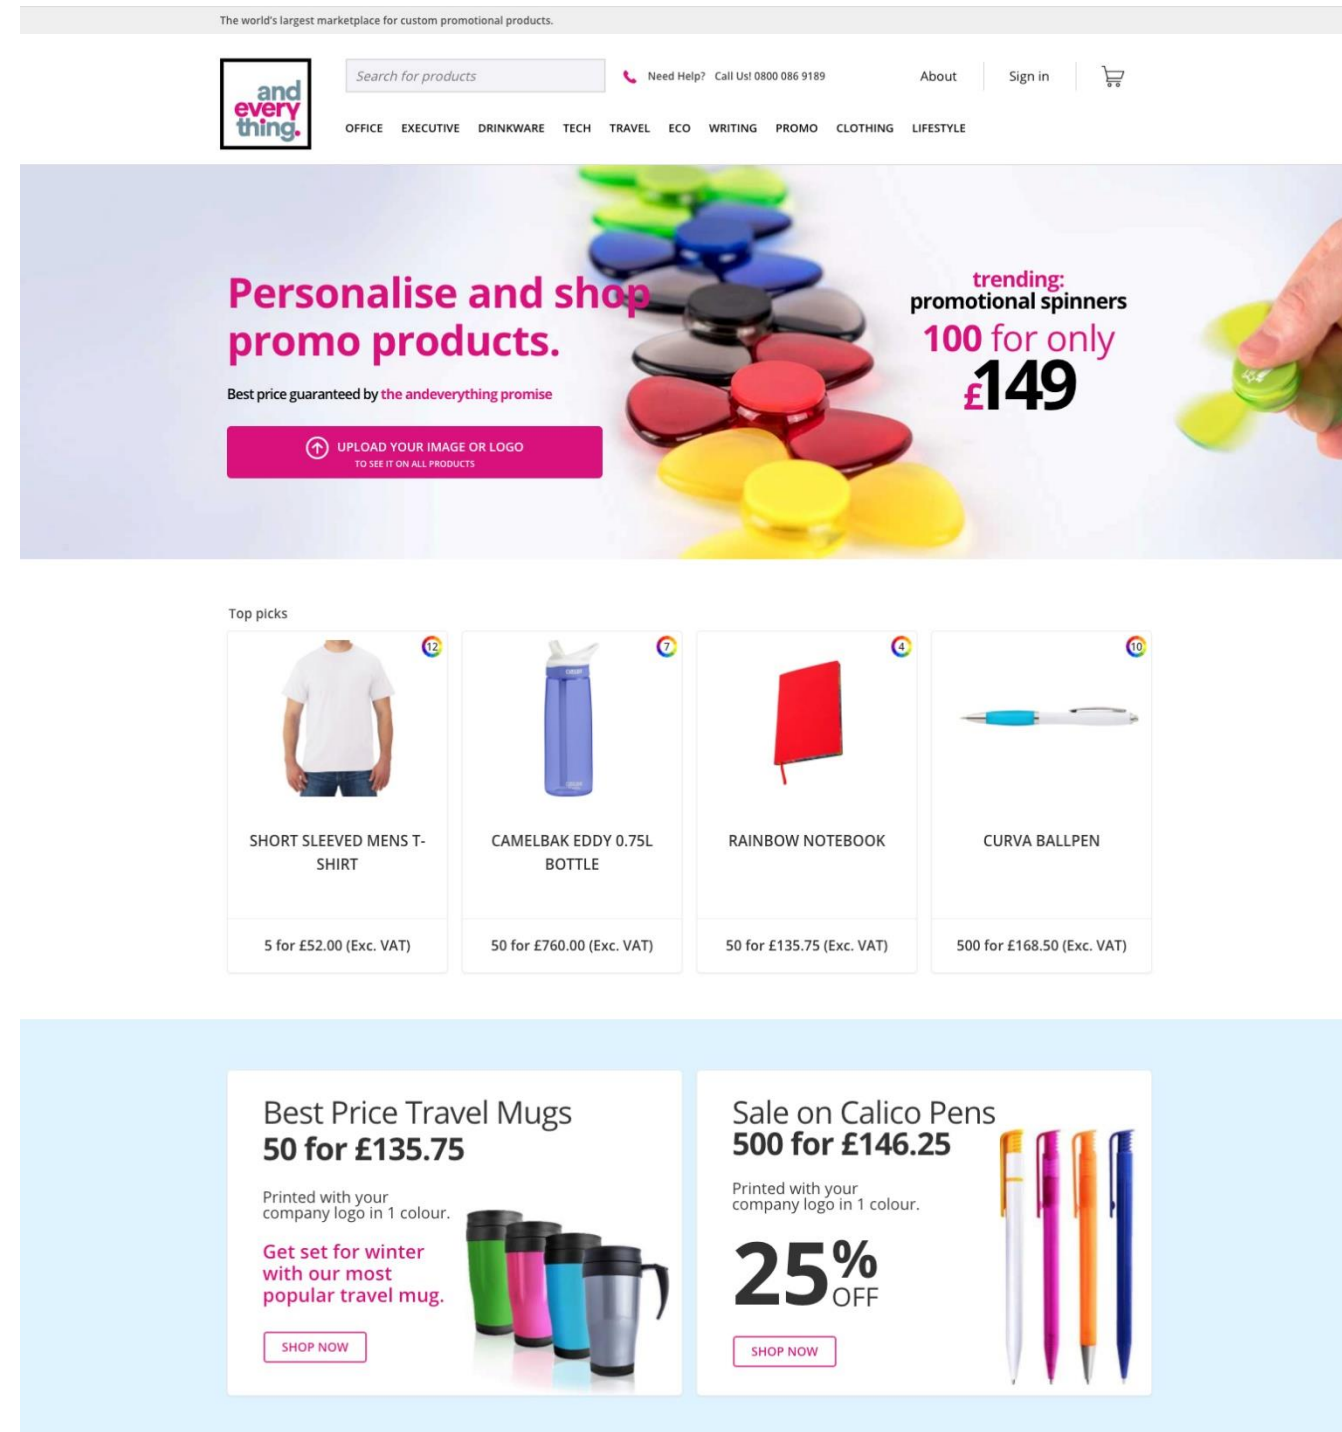 The world's largest marketplace for custom promotional products.
and
every
thing.
Search for products
Need Help? Call Us! 0800 086 9189
About
Sign in
OFFICE EXECUTIVE DRINKWARE TECH TRAVEL ECO WRITING PROMO CLOTHING LIFESTYLE
Personalise and shop
promo products.
Best price guaranteed by the andeverything promise
UPLOAD YOUR IMAGE OR LOGO
TO SEE IT ON ALL PRODUCTS
trending:
promotional spinners
100 for only
£149
Top picks
12
SHORT SLEEVED MENS T-
SHIRT
5 for £52.00 (Exc. VAT)
7
CAMELBAK EDDY 0.75L
BOTTLE
50 for £760.00 (Exc. VAT)
4
RAINBOW NOTEBOOK
50 for £135.75 (Exc. VAT)
10
CURVA BALLPEN
500 for £168.50 (Exc. VAT)
Best Price Travel Mugs
50 for £135.75
Printed with your
company logo in 1 colour.
Get set for winter
with our most
popular travel mug.
SHOP NOW
Sale on Calico Pens
500 for £146.25
Printed with your
company logo in 1 colour.
25% OFF
SHOP NOW